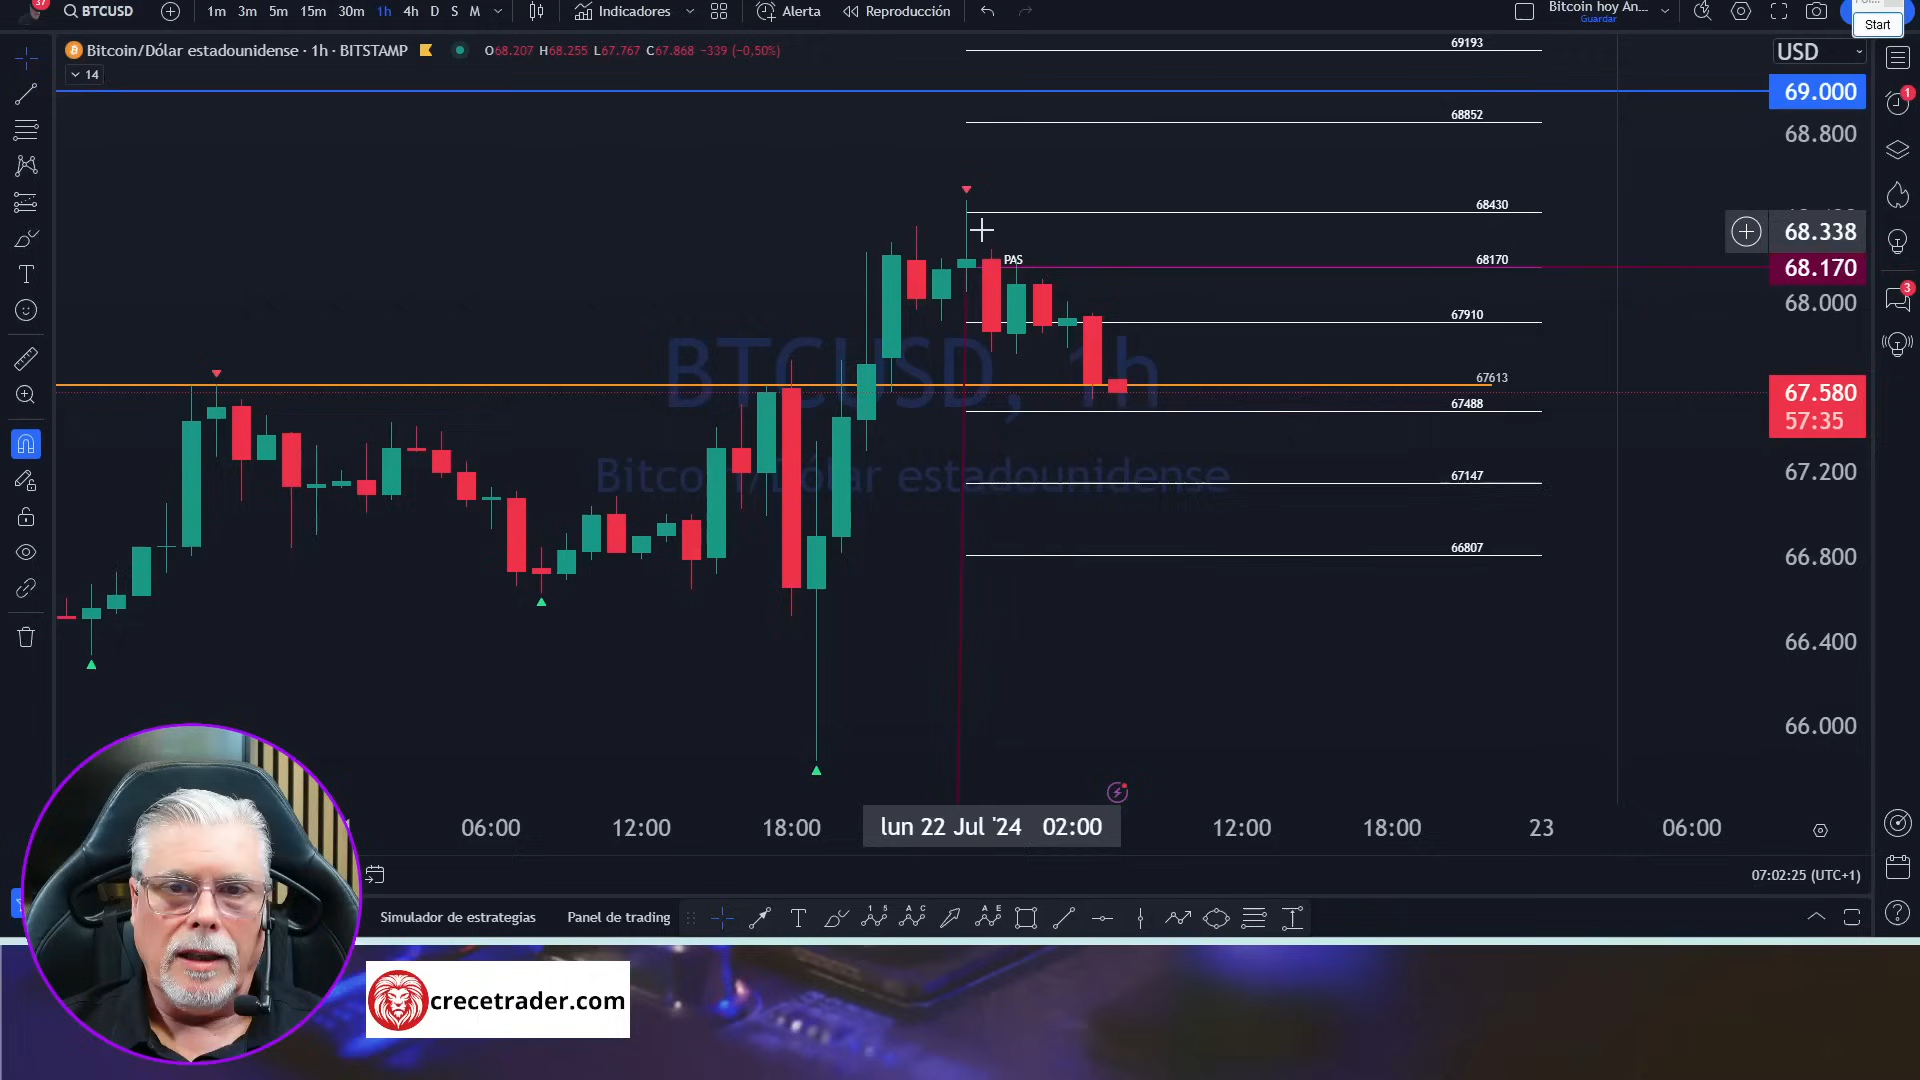 37
BTCUSD
1m 3m 5m 15m 30m 1h 4h D S M
Indicadores
Alerta
Reproducción
Bitcoin hoy An...
Guardar
Start
Bitcoin/Dólar estadounidense · 1h · BITSTAMP
O68.207 H68.255 L67.767 C67.868 −339 (−0,50%)
14
USD
69193
69.000
68852
68.800
68430
68.338
PAS
68170
68.170
68.000
67910
67613
67.580
57:35
67488
67.200
67147
66807
66.800
66.400
66.000
BTCUSD, 1h
Bitcoin/Dólar estadounidense
1
3
06:00
12:00
18:00
lun 22 Jul '24 02:00
12:00
18:00
23
06:00
07:02:25 (UTC+1)
Simulador de estrategias
Panel de trading
crecetrader.com